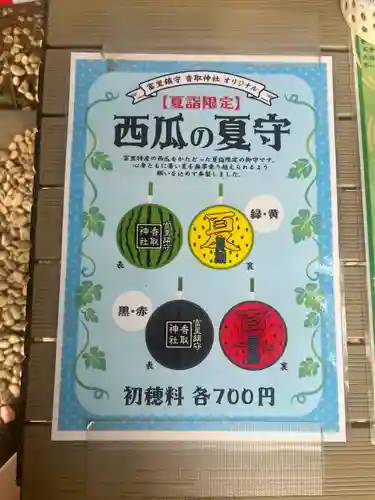 富里鎮守 香取神社 オリジナル
【夏詣限定】
西瓜の夏守
富里特産の西瓜をかたどった夏詣限定の御守です。
心身ともに暑い夏を無事乗り越えられるよう
願いを込めて奉製しました。
富里鎮守
香取
神社
緑・黄
表
裏
黒・赤
富里鎮守
香取
神社
表
裏
初穂料 各700円